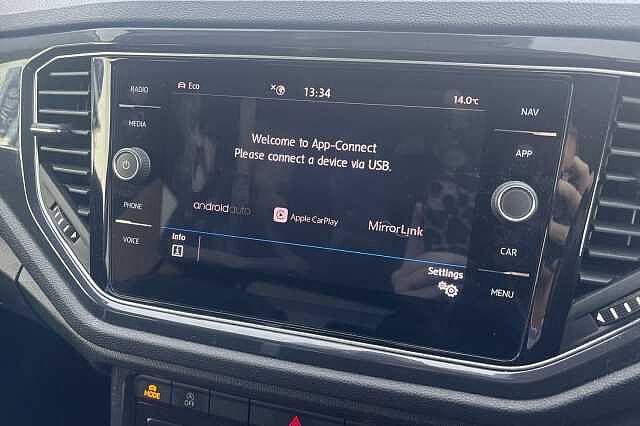 RADIO
MEDIA
PHONE
VOICE
Eco
13:34
14.0°C
Welcome to App-Connect
Please connect a device via USB.
androidauto
Apple CarPlay
MirrorLink
Info
Settings
NAV
APP
CAR
MENU
MODE
OFF